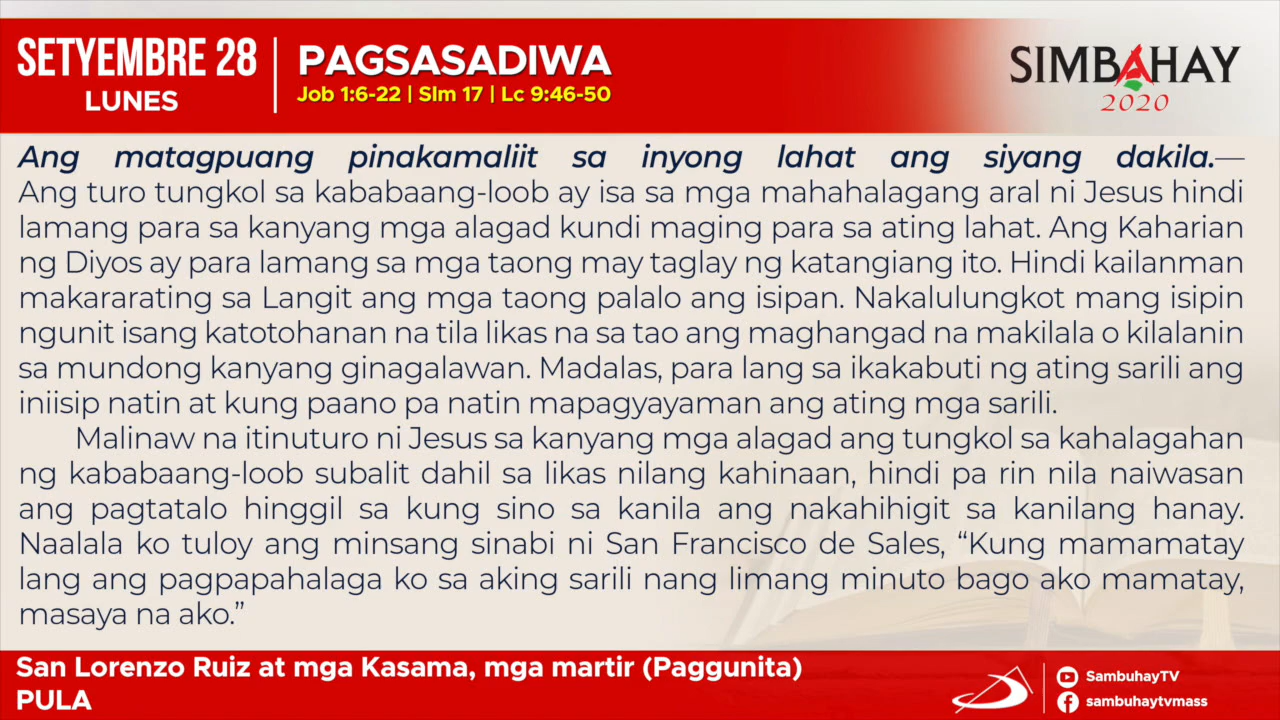 SETYEMBRE 28
LUNES
PAGSASADIWA
Job 1:6-22 | Slm 17 | Lc 9:46-50
SIMBAHAY
2020
Ang matagpuang pinakamaliit sa inyong lahat ang siyang dakila.—
Ang turo tungkol sa kababaang-loob ay isa sa mga mahahalagang aral ni Jesus hindi
lamang para sa kanyang mga alagad kundi maging para sa ating lahat. Ang Kaharian
ng Diyos ay para lamang sa mga taong may taglay ng katangiang ito. Hindi kailanman
makararating sa Langit ang mga taong palalo ang isipan. Nakalulungkot mang isipin
ngunit isang katotohanan na tila likas na sa tao ang maghangad na makilala o kilalanin
sa mundong kanyang ginagalawan. Madalas, para lang sa ikakabuti ng ating sarili ang
iniisip natin at kung paano pa natin mapagyayaman ang ating mga sarili.
Malinaw na itinuturo ni Jesus sa kanyang mga alagad ang tungkol sa kahalagahan
ng kababaang-loob subalit dahil sa likas nilang kahinaan, hindi pa rin nila naiwasan
ang pagtatalo hinggil sa kung sino sa kanila ang nakahihigit sa kanilang hanay.
Naalala ko tuloy ang minsang sinabi ni San Francisco de Sales, “Kung mamamatay
lang ang pagpapahalaga ko sa aking sarili nang limang minuto bago ako mamatay,
masaya na ako.”
San Lorenzo Ruiz at mga Kasama, mga martir (Paggunita)
PULA
SambuhayTV
sambuhaytvmass